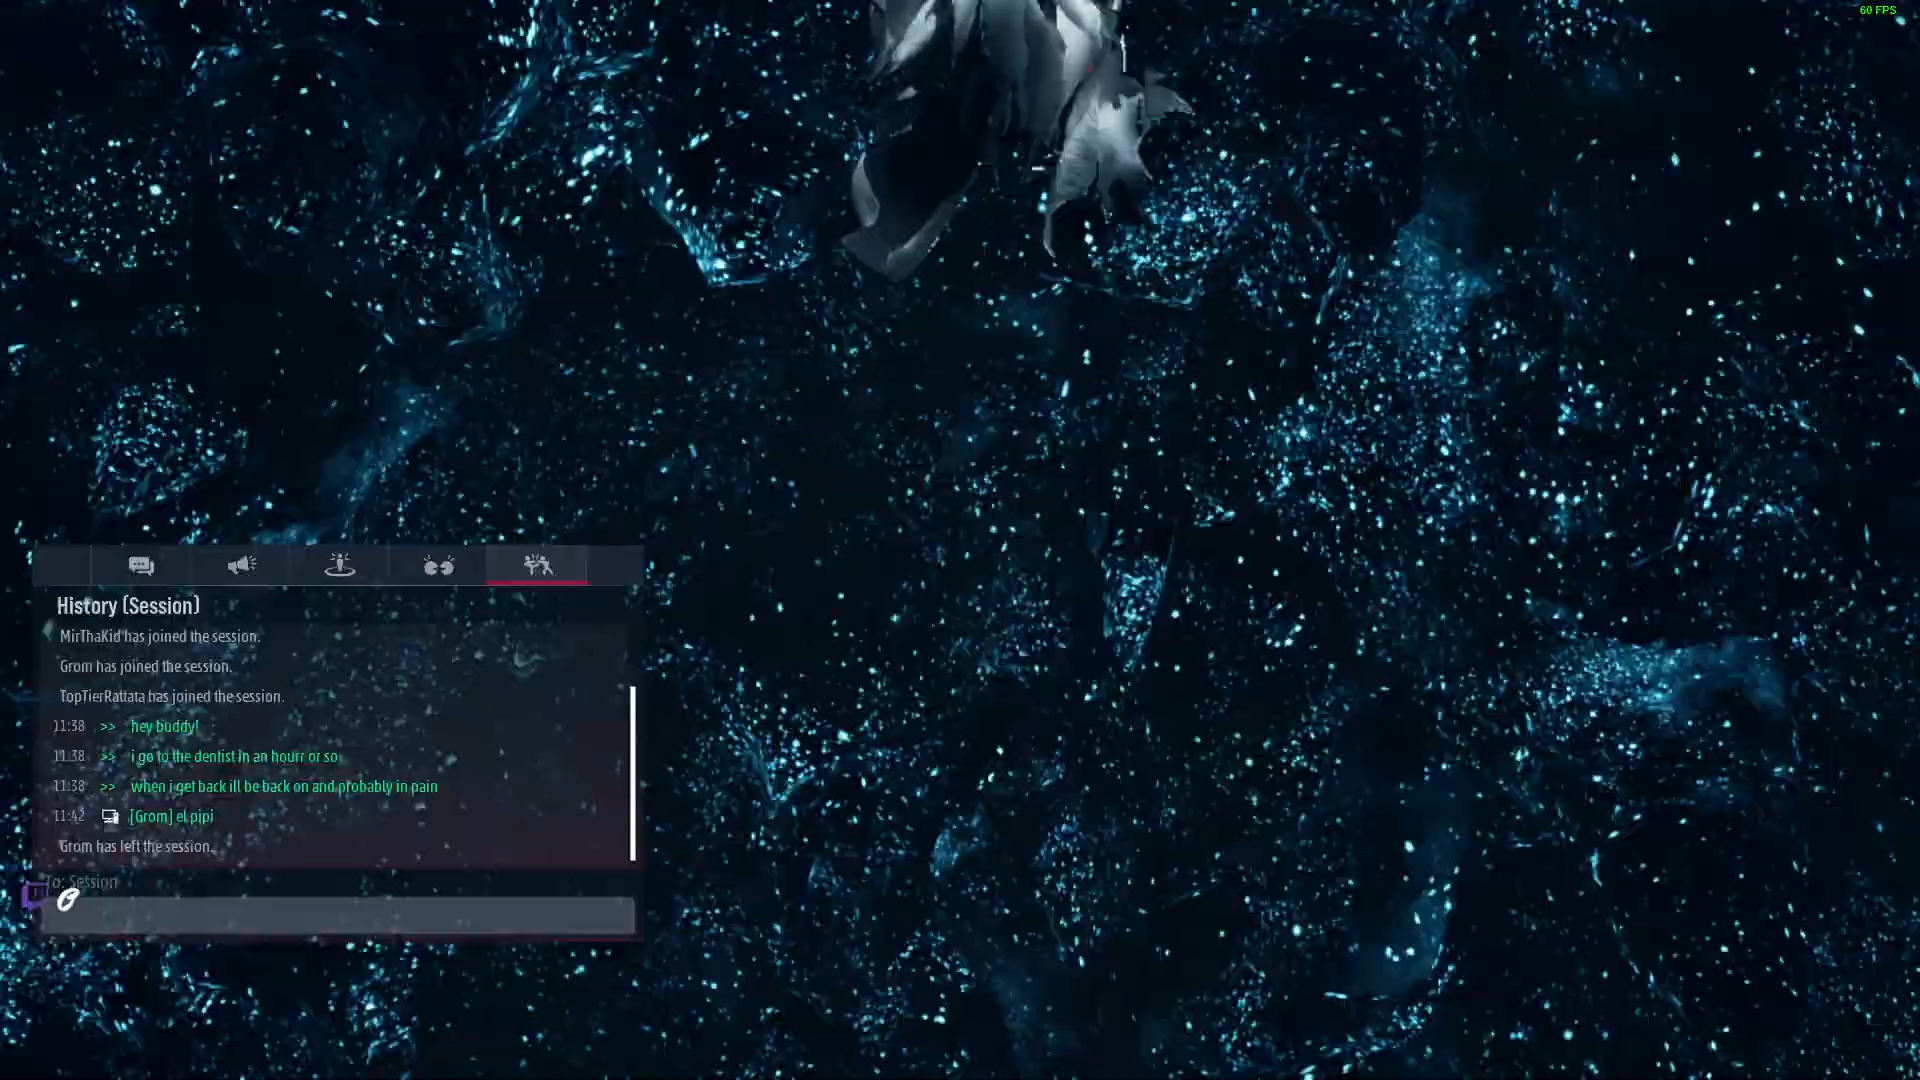 60 FPS
History (Session)
MirThaKid has joined the session.
Grom has joined the session.
TopTierRattata has joined the session.
11:38 >> hey buddy!
11:38 >> i go to the dentist in an hourr or so
11:38 >> when i get back ill be back on and probably in pain
11:42 [Grom] el pipi
Grom has left the session.
To: Session